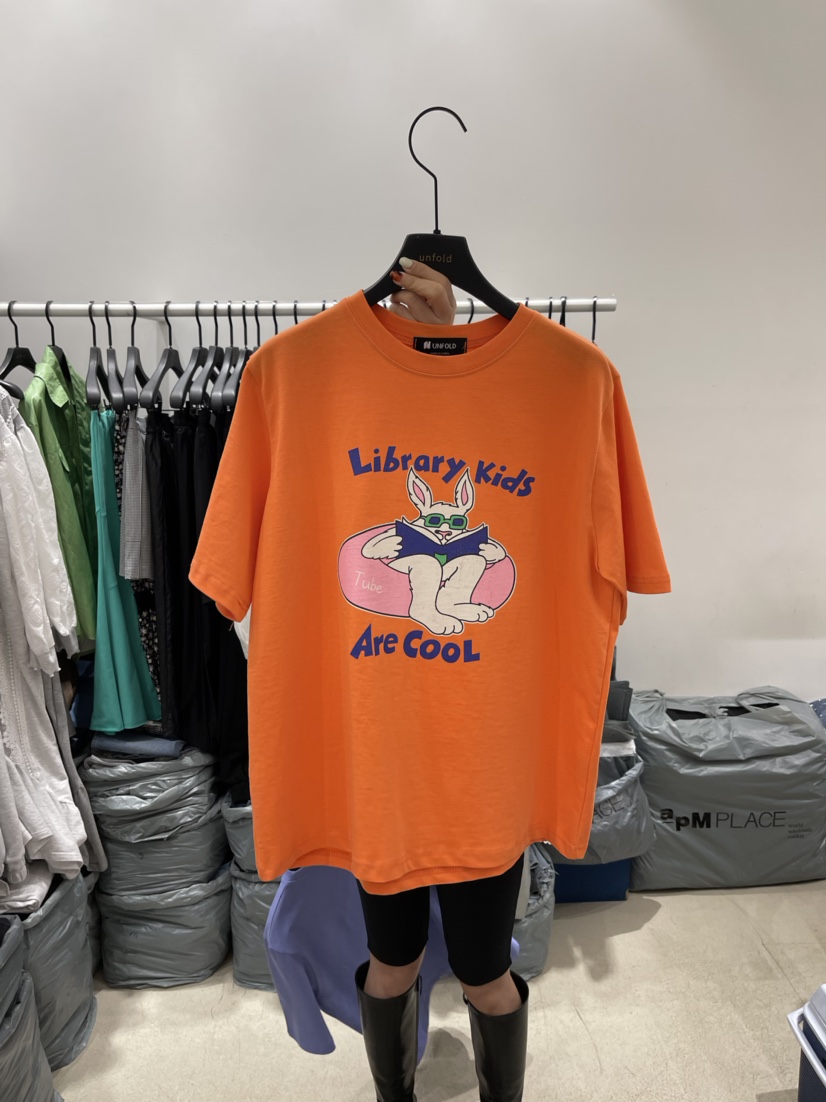 unfold
UNFOLD
Library Kids
Tube
Are COOL
apM PLACE